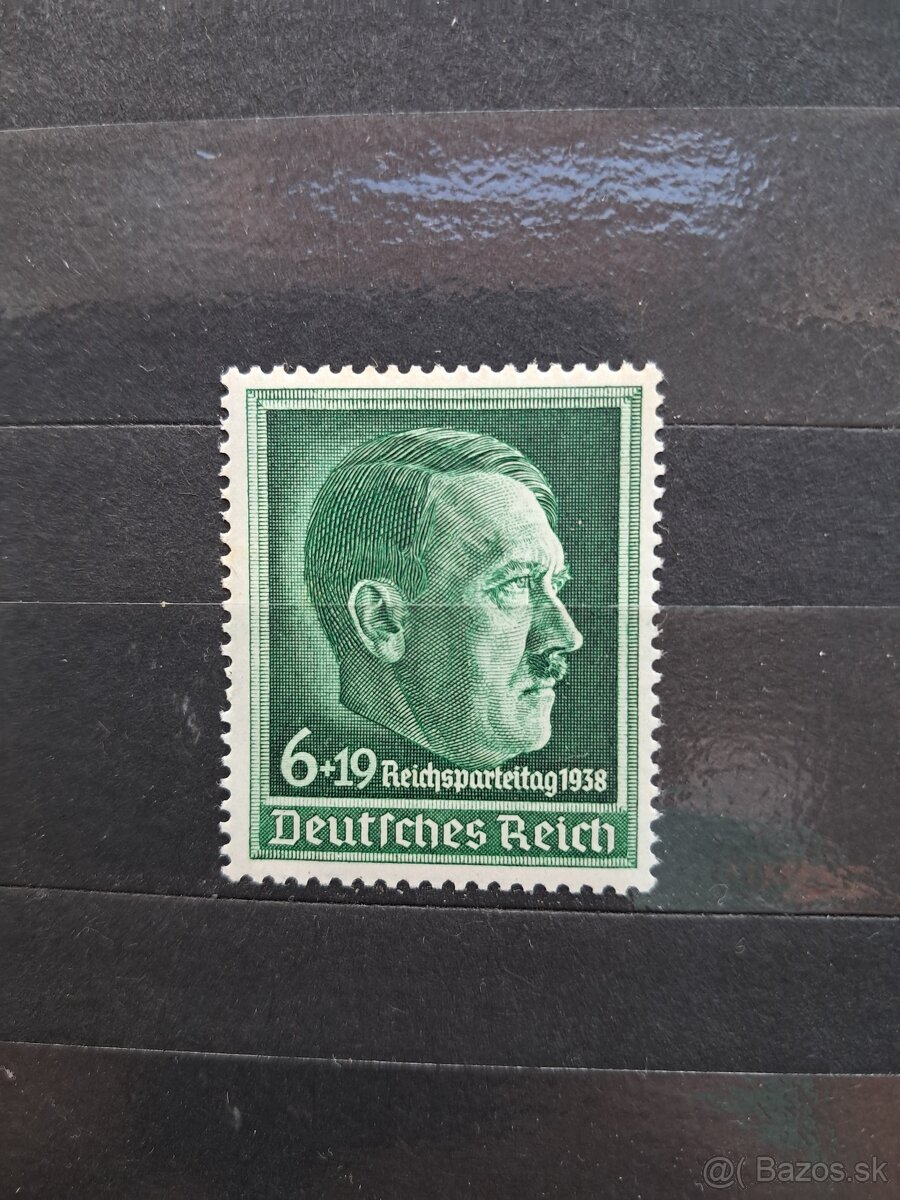 6+19 Reichsparteitag 1938
Deutſches Reich
@( Bazos.sk